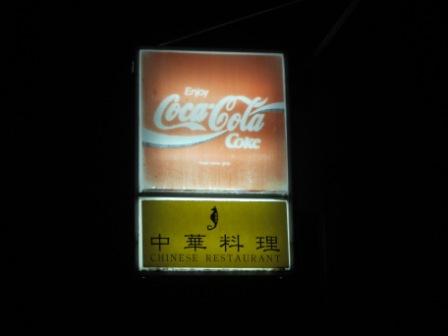 Enjoy
Coca-Cola
Coke
中華料理
CHINESE RESTAURANT